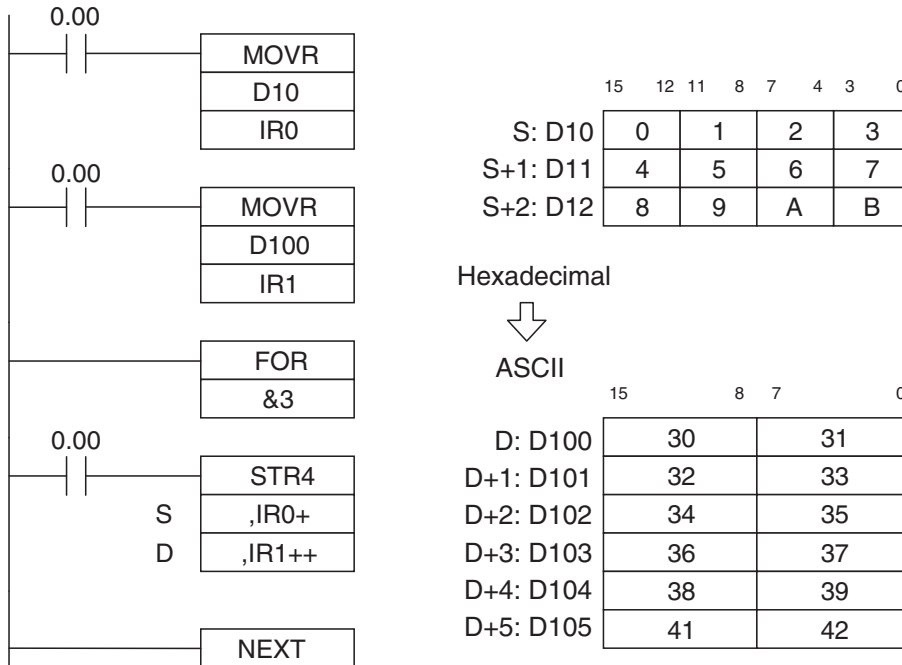 0.00
MOVR
D10
IR0
0.00
MOVR
D100
IR1
FOR
&3
0.00
STR4
S ,IR0+
D ,IR1++
NEXT
15 12 11 8 7 4 3 0
S: D10 0 1 2 3
S+1: D11 4 5 6 7
S+2: D12 8 9 A B
Hexadecimal
ASCII
15 8 7 0
D: D100 30 31
D+1: D101 32 33
D+2: D102 34 35
D+3: D103 36 37
D+4: D104 38 39
D+5: D105 41 42